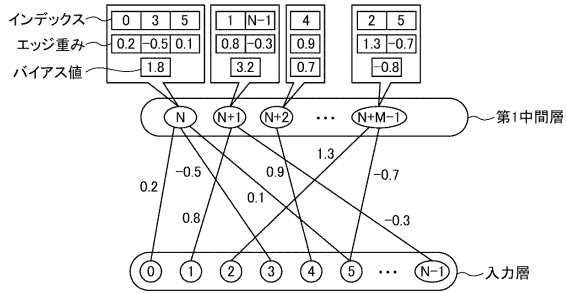 インデックス 0 3 5 1 N−1 4 2 5
エッジ重み 0.2 −0.5 0.1 0.8 −0.3 0.9 1.3 −0.7
バイアス値 1.8 3.2 0.7 −0.8
N N+1 N+2 … N+M−1 第1中間層
1.3
0.2 −0.5 0.9 −0.7
0.8 0.1 −0.3
0 1 2 3 4 5 … N−1 入力層